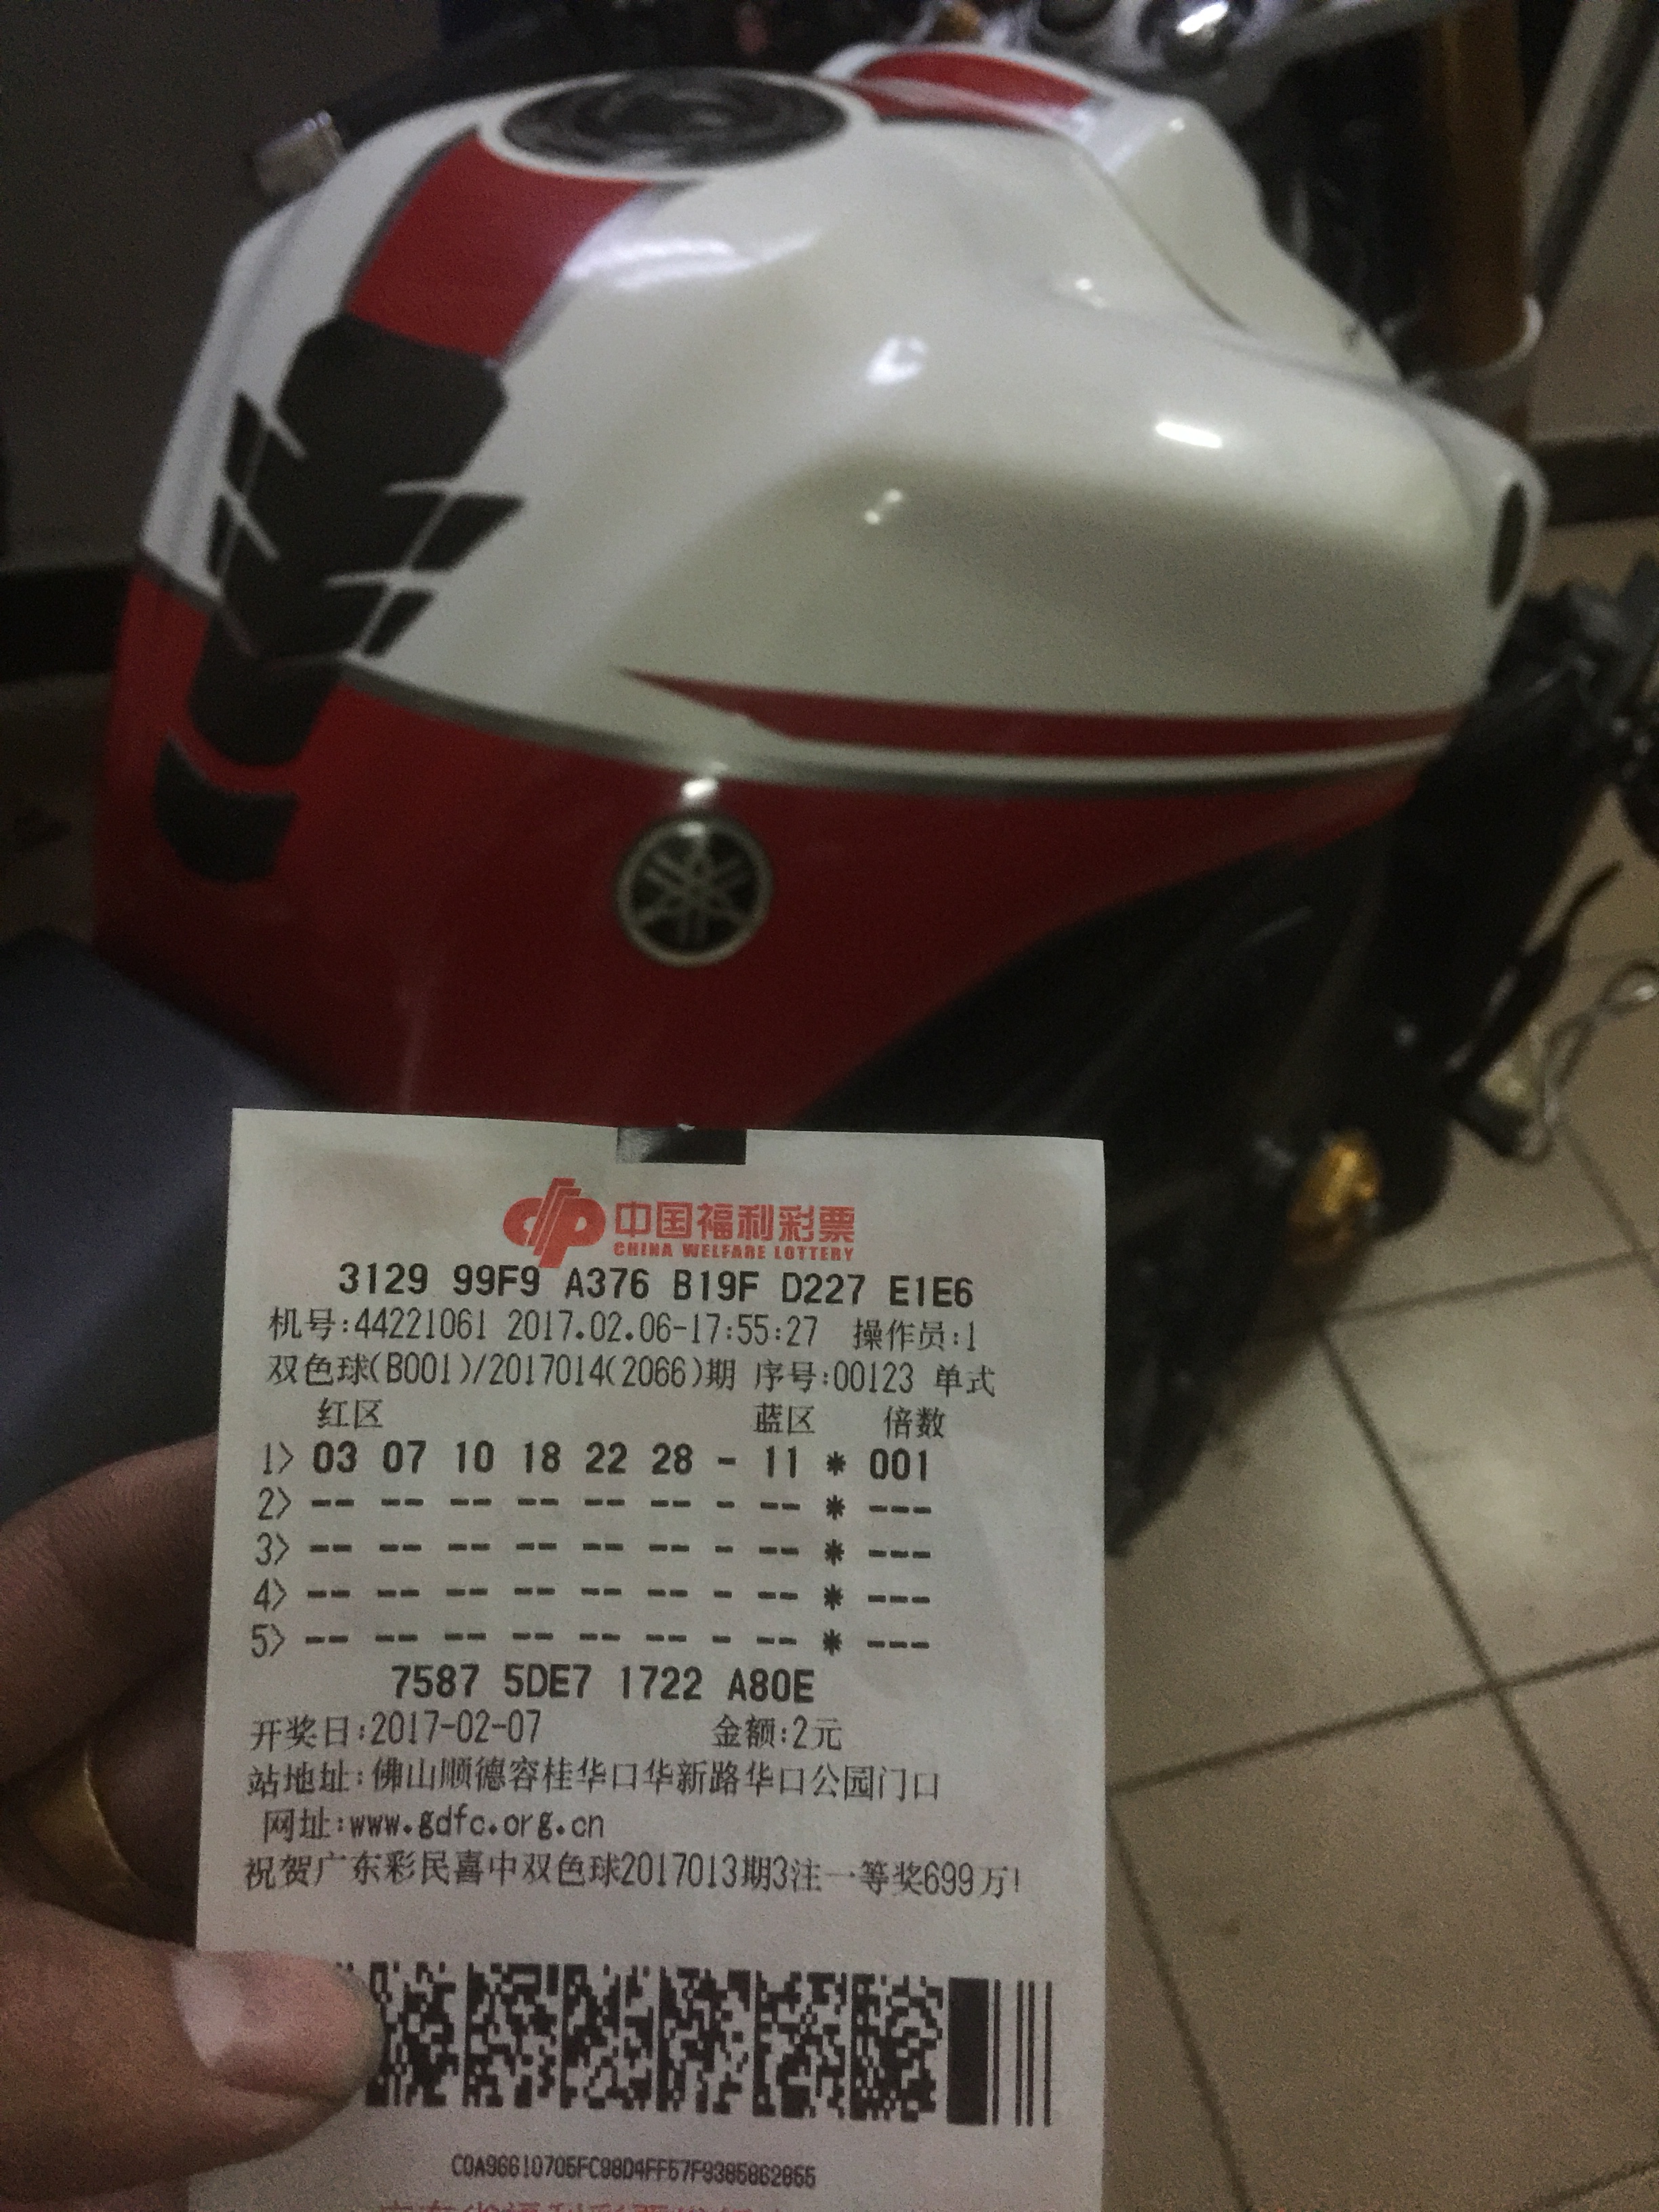 中国福利彩票
CHINA WELFARE LOTTERY
3129 99F9 A376 B19F D227 E1E6
机号:44221061 2017.02.06-17:55:27 操作员:1
双色球(B001)/2017014(2066)期 序号:00123 单式
红区 蓝区 倍数
1> 03 07 10 18 22 28 - 11 * 001
2> -- -- -- -- -- -- - -- * ---
3> -- -- -- -- -- -- - -- * ---
4> -- -- -- -- -- -- - -- * ---
5> -- -- -- -- -- -- - -- * ---
7587 5DE7 1722 A80E
开奖日:2017-02-07 金额:2元
站地址:佛山顺德容桂华口华新路华口公园门口
网址:www.gdfc.org.cn
祝贺广东彩民喜中双色球2017013期3注一等奖699万!
C0A96610705FC98D4FF57F9385862855